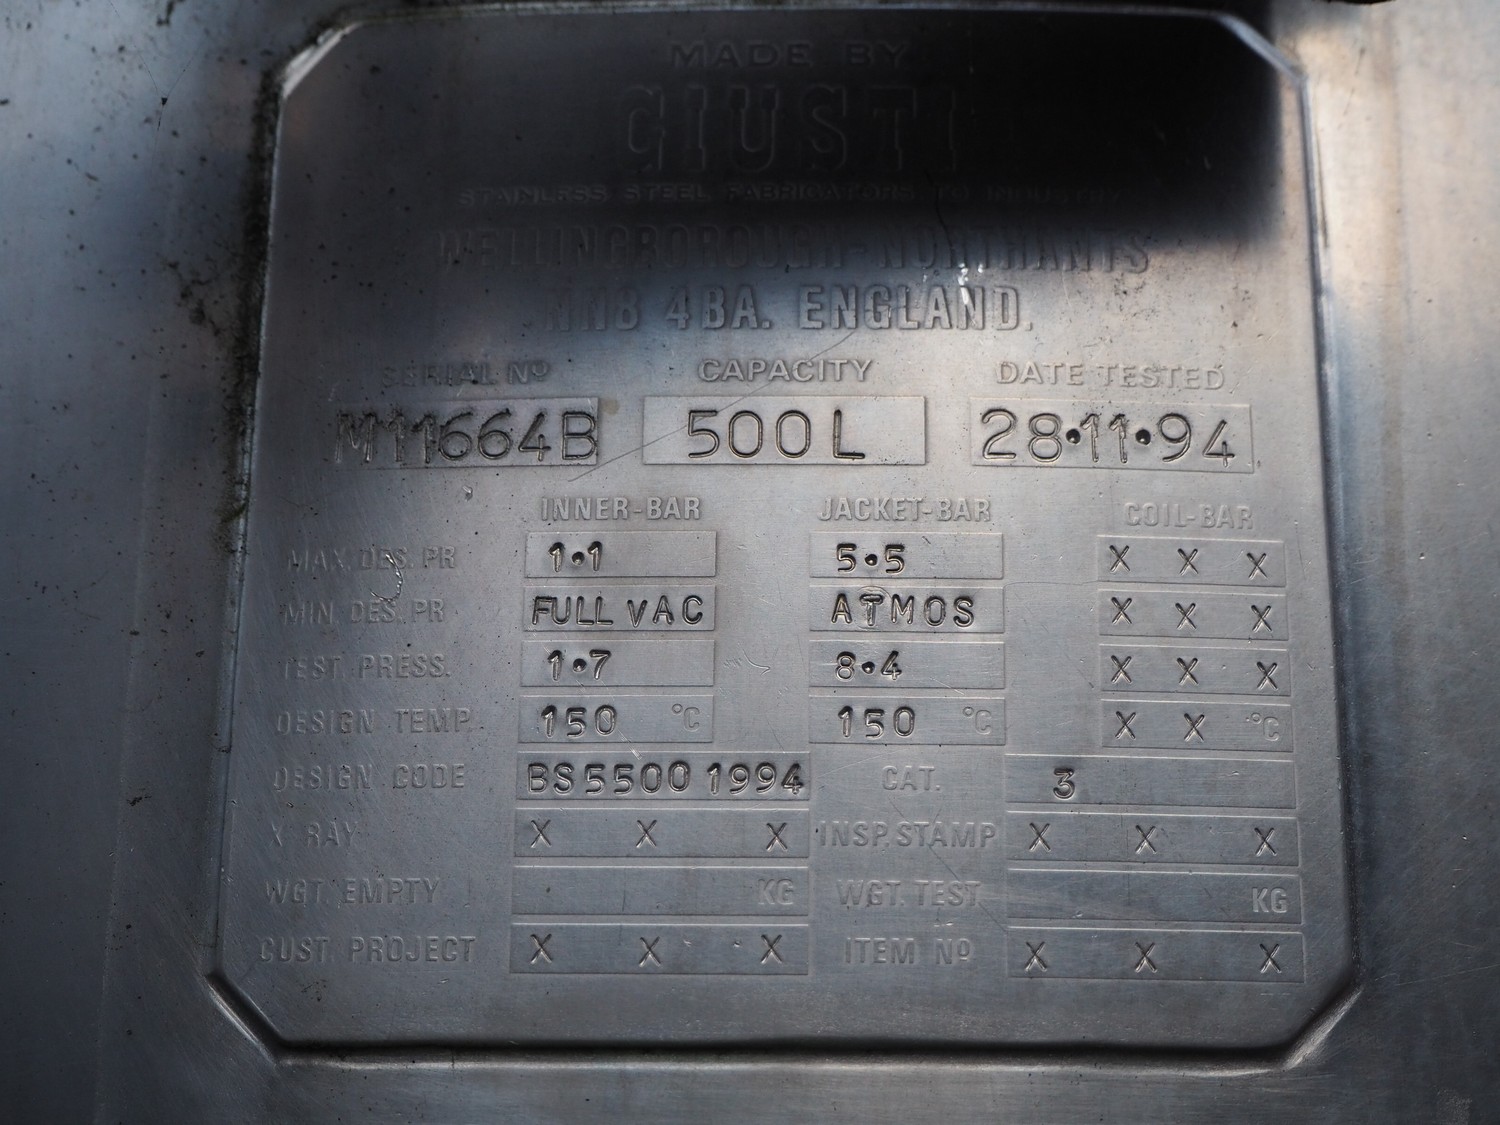 MADE BY
GIUSTI
STAINLESS STEEL FABRICATORS TO INDUSTRY
WELLINGBOROUGH-NORTHANTS
NN8 4BA. ENGLAND.
SERIAL Nº CAPACITY DATE TESTED
M11664B 500L 28·11·94
INNER-BAR JACKET-BAR COIL-BAR
MAX. DES. PR 1·1 5·5 X X X
MIN. DES. PR FULL VAC ATMOS X X X
TEST. PRESS. 1·7 8·4 X X X
DESIGN TEMP. 150 °C 150 °C X X °C
DESIGN CODE BS5500 1994 CAT. 3
X RAY X X X INSP. STAMP X X X
WGT. EMPTY KG WGT. TEST KG
CUST. PROJECT X X X ITEM Nº X X X